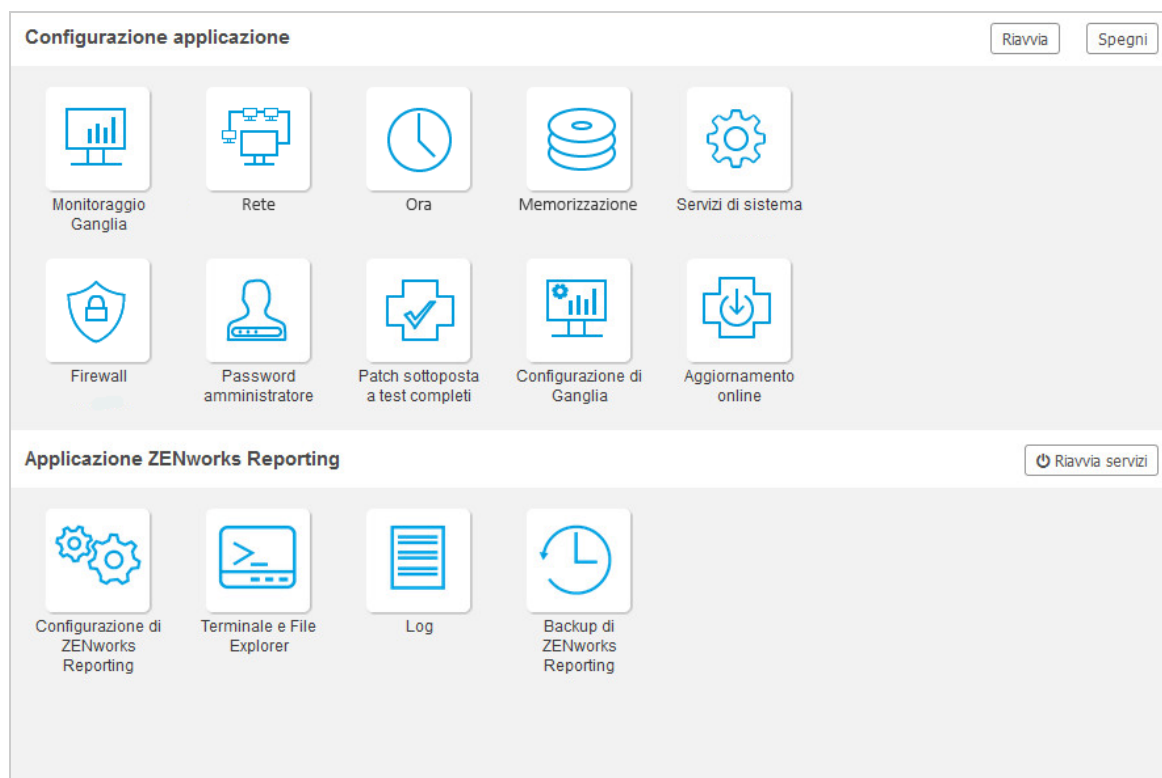 Configurazione applicazione
Riavvia
Spegni
Monitoraggio
Ganglia
Rete
Ora
Memorizzazione
Servizi di sistema
Firewall
Password
amministratore
Patch sottoposta
a test completi
Configurazione di
Ganglia
Aggiornamento
online
Applicazione ZENworks Reporting
Riavvia servizi
Configurazione di
ZENworks
Reporting
Terminale e File
Explorer
Log
Backup di
ZENworks
Reporting